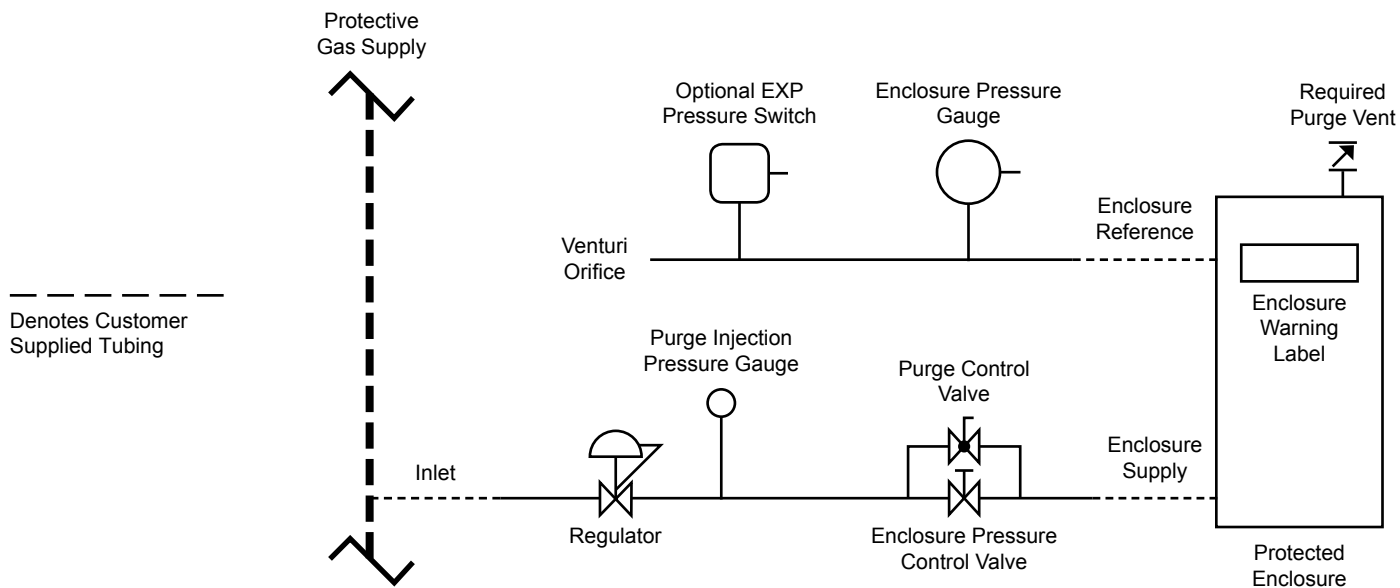 Protective
Gas Supply
Optional EXP
Pressure Switch
Enclosure Pressure
Gauge
Required
Purge Vent
Enclosure
Reference
Venturi
Orifice
Enclosure
Warning
Label
Denotes Customer
Supplied Tubing
Purge Injection
Pressure Gauge
Purge Control
Valve
Enclosure
Supply
Inlet
Regulator
Enclosure Pressure
Control Valve
Protected
Enclosure